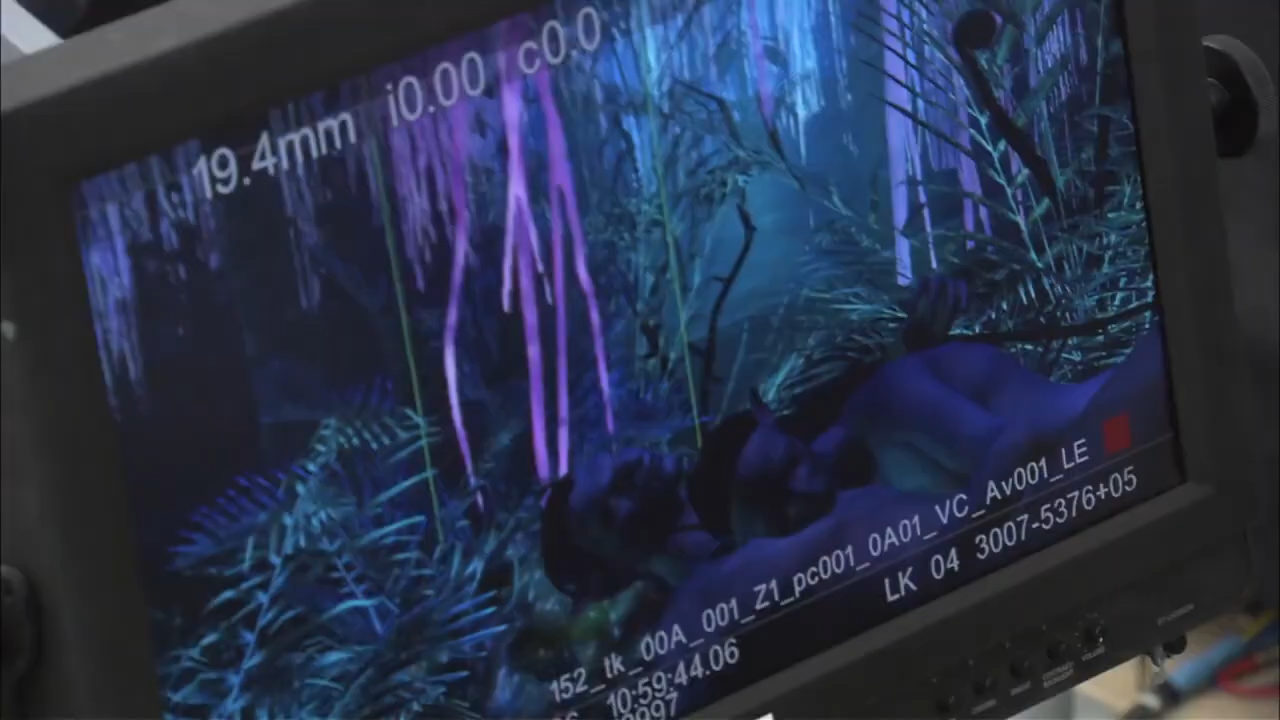 19.4mm i0.00 c0.0
152_tk_00A_001_Z1_pc001_0A01_VC_Av001_LE
10:59:44.06 LK 04 3007-5376+05